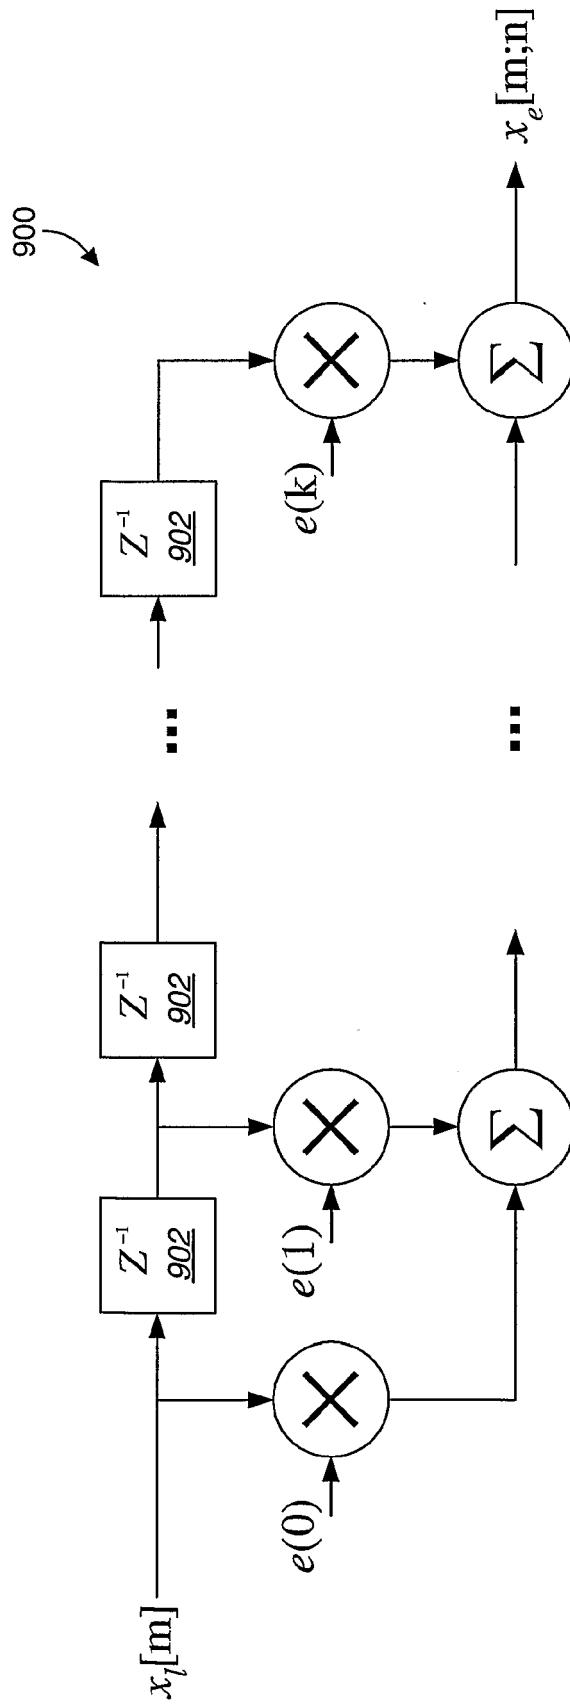 900
x_l[m]
Z⁻¹
902
Z⁻¹
902
...
Z⁻¹
902
e(0)
e(1)
e(k)
Σ
...
Σ
x_e[m;n]